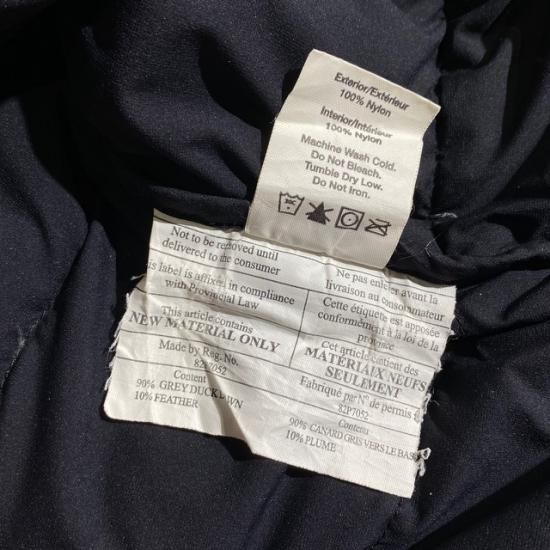 Exterior/Extérieur
100% Nylon
Interior/Intérieur
100% Nylon
Machine Wash Cold.
Do Not Bleach.
Tumble Dry Low.
Do Not Iron.
Not to be removed until
delivered to the consumer
is label is affixed in compliance
with Provincial Law
This article contains
NEW MATERIAL ONLY
Made by Reg. No.
82P7052
Content
90% GREY DUCK DOWN
10% FEATHER
Ne pas enlever avant la
livraison au consommateur
Cette étiquette est apposée
conformément à la loi de la
province
Cet article contient des
MATÉRIAIX NEUFS
SEULEMENT
Fabriqué par N° de permis
82P7052
Contenu
90% CANARD GRIS VERS LE BAS
10% PLUME